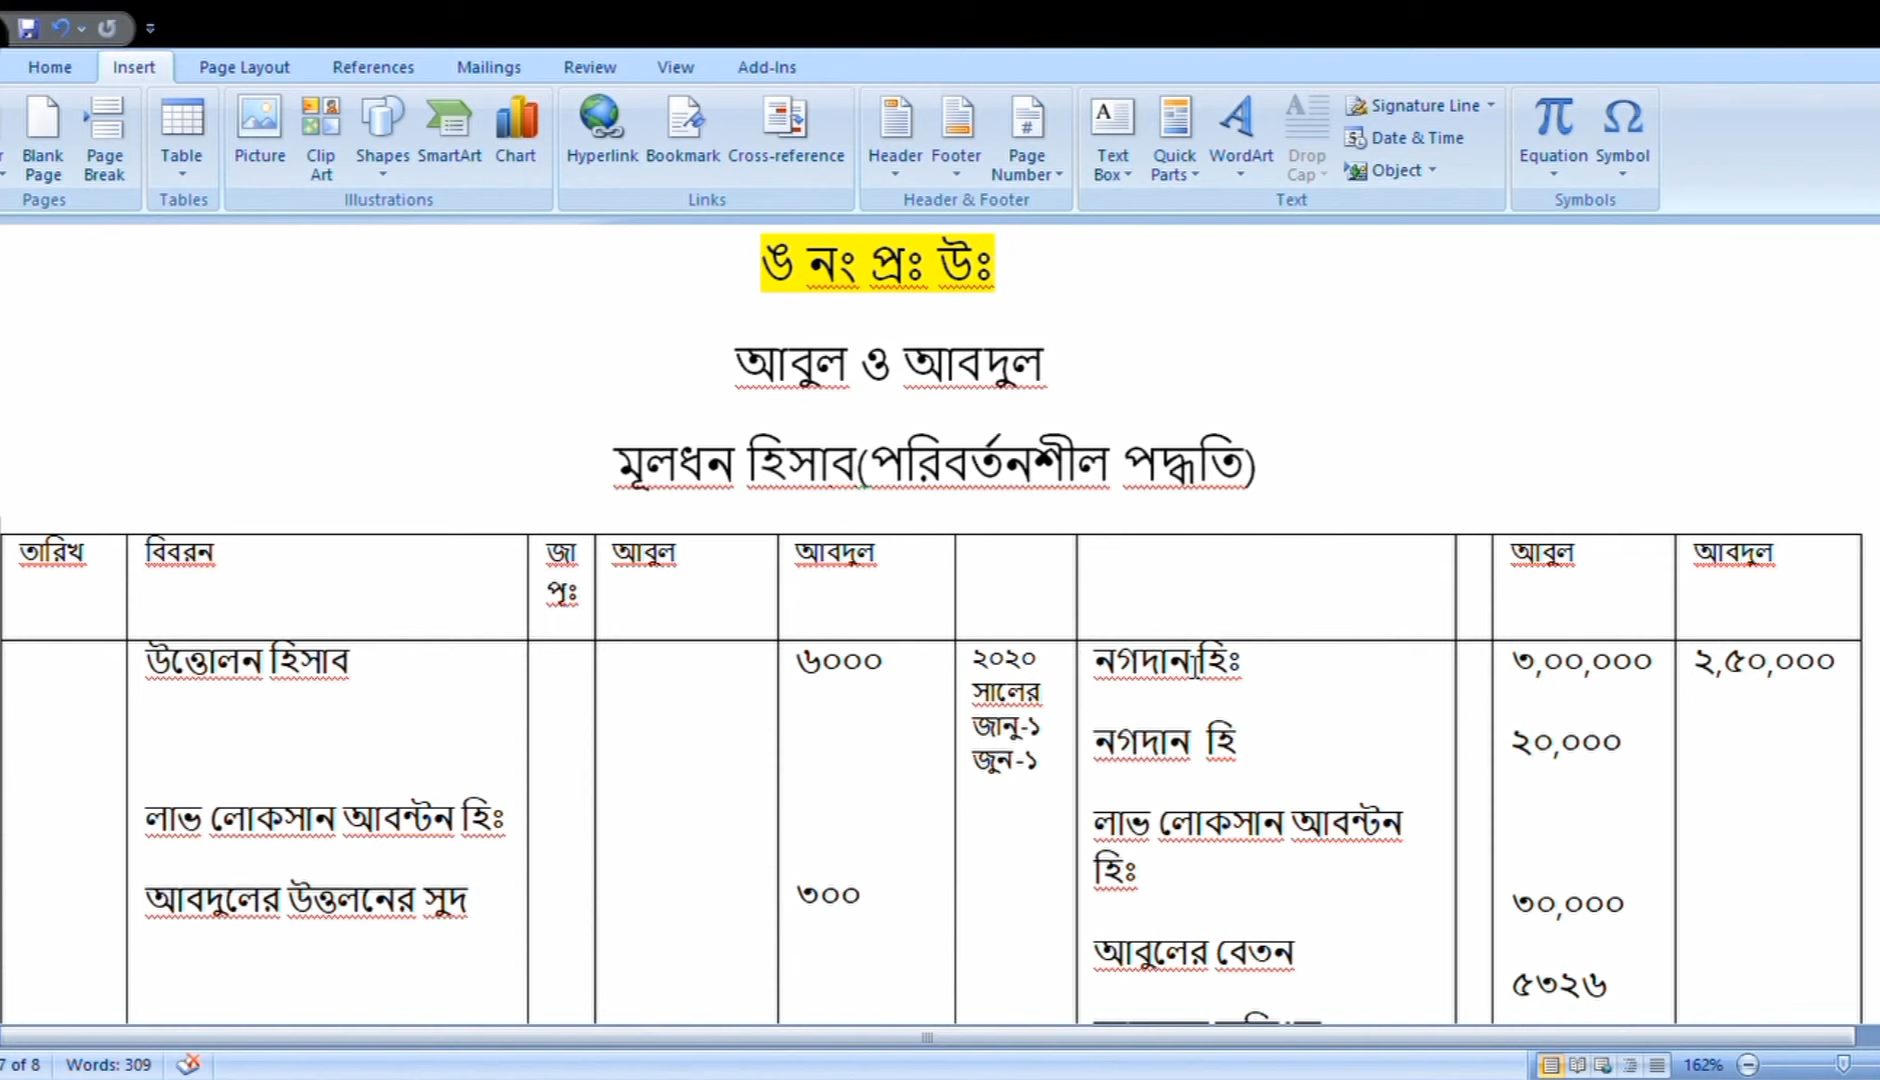 Home Insert Page Layout References Mailings Review View Add-Ins
Blank Page
Page Break
Table
Picture
Clip Art
Shapes
SmartArt
Chart
Hyperlink
Bookmark
Cross-reference
Header
Footer
Page Number
Text Box
Quick Parts
WordArt
Drop Cap
Signature Line
Date & Time
Object
Equation
Symbol
Pages Tables Illustrations Links Header & Footer Text Symbols
ঙ নং প্রঃ উঃ
আবুল ও আবদুল
মূলধন হিসাব(পরিবর্তনশীল পদ্ধতি)
তারিখ বিবরন জা পৃঃ আবুল আবদুল আবুল আবদুল
উত্তোলন হিসাব ৬০০০
২০২০
সালের
জানু-১
জুন-১
নগদান হিঃ ৩,০০,০০০ ২,৫০,০০০
নগদান হি ২০,০০০
লাভ লোকসান আবন্টন হিঃ
লাভ লোকসান আবন্টন
হিঃ
আবদুলের উত্তলনের সুদ ৩০০
৩০,০০০
আবুলের বেতন
৫৩২৬
7 of 8 Words: 309 162%